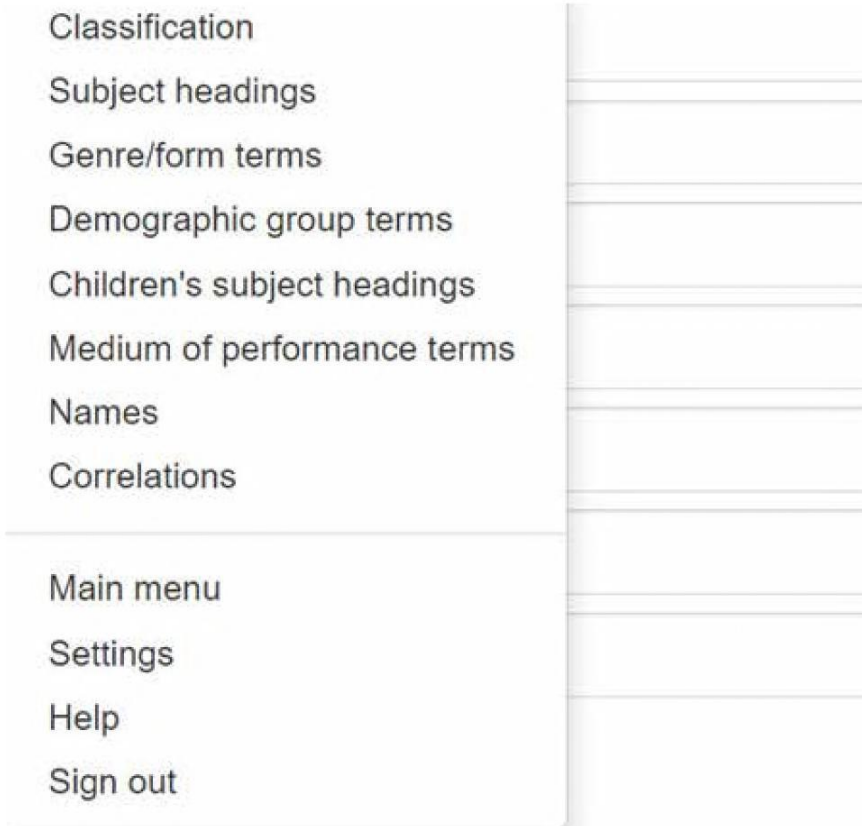 Classification
Subject headings
Genre/form terms
Demographic group terms
Children's subject headings
Medium of performance terms
Names
Correlations
Main menu
Settings
Help
Sign out